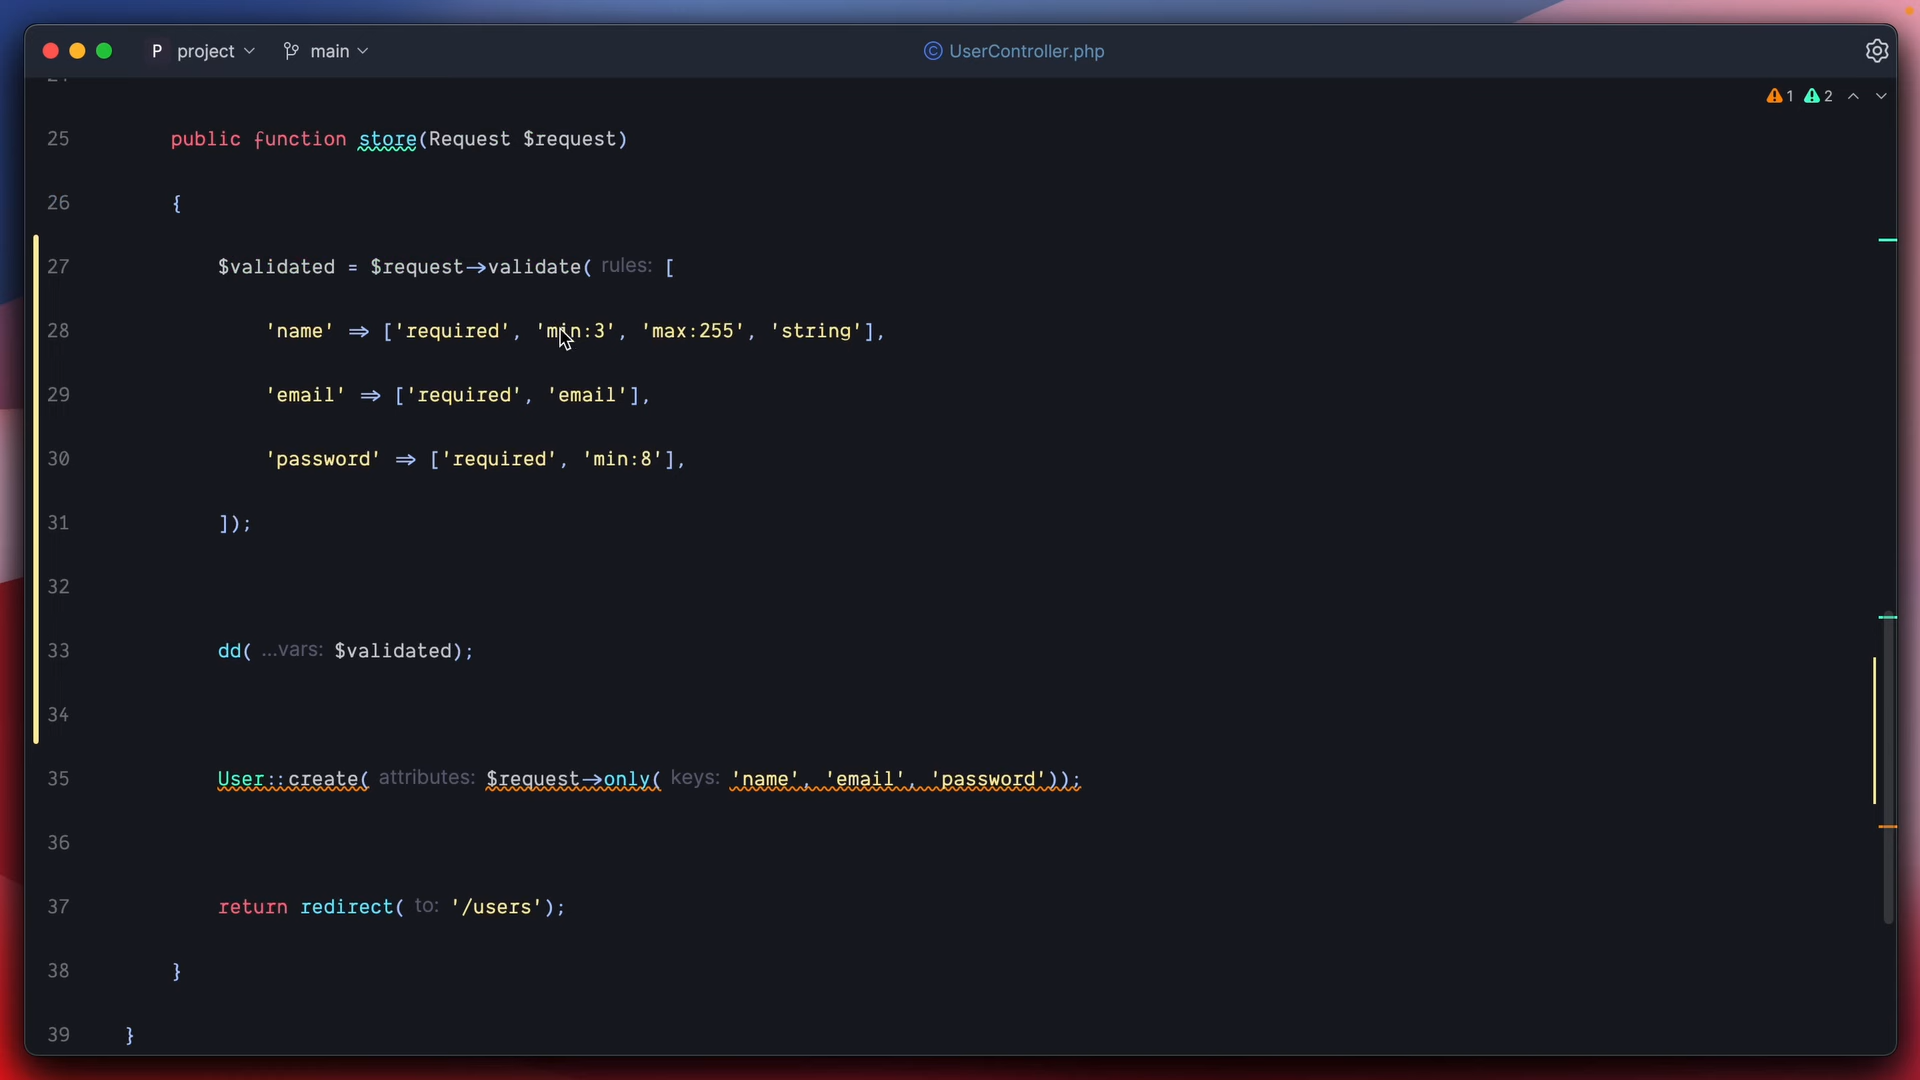 P project main UserController.php
1 2
25 public function store(Request $request)
26 {
27 $validated = $request->validate( rules: [
28 'name' => ['required', 'min:3', 'max:255', 'string'],
29 'email' => ['required', 'email'],
30 'password' => ['required', 'min:8'],
31 ]);
32
33 dd( ...vars: $validated);
34
35 User::create( attributes: $request->only( keys: 'name', 'email', 'password'));
36
37 return redirect( to: '/users');
38 }
39 }